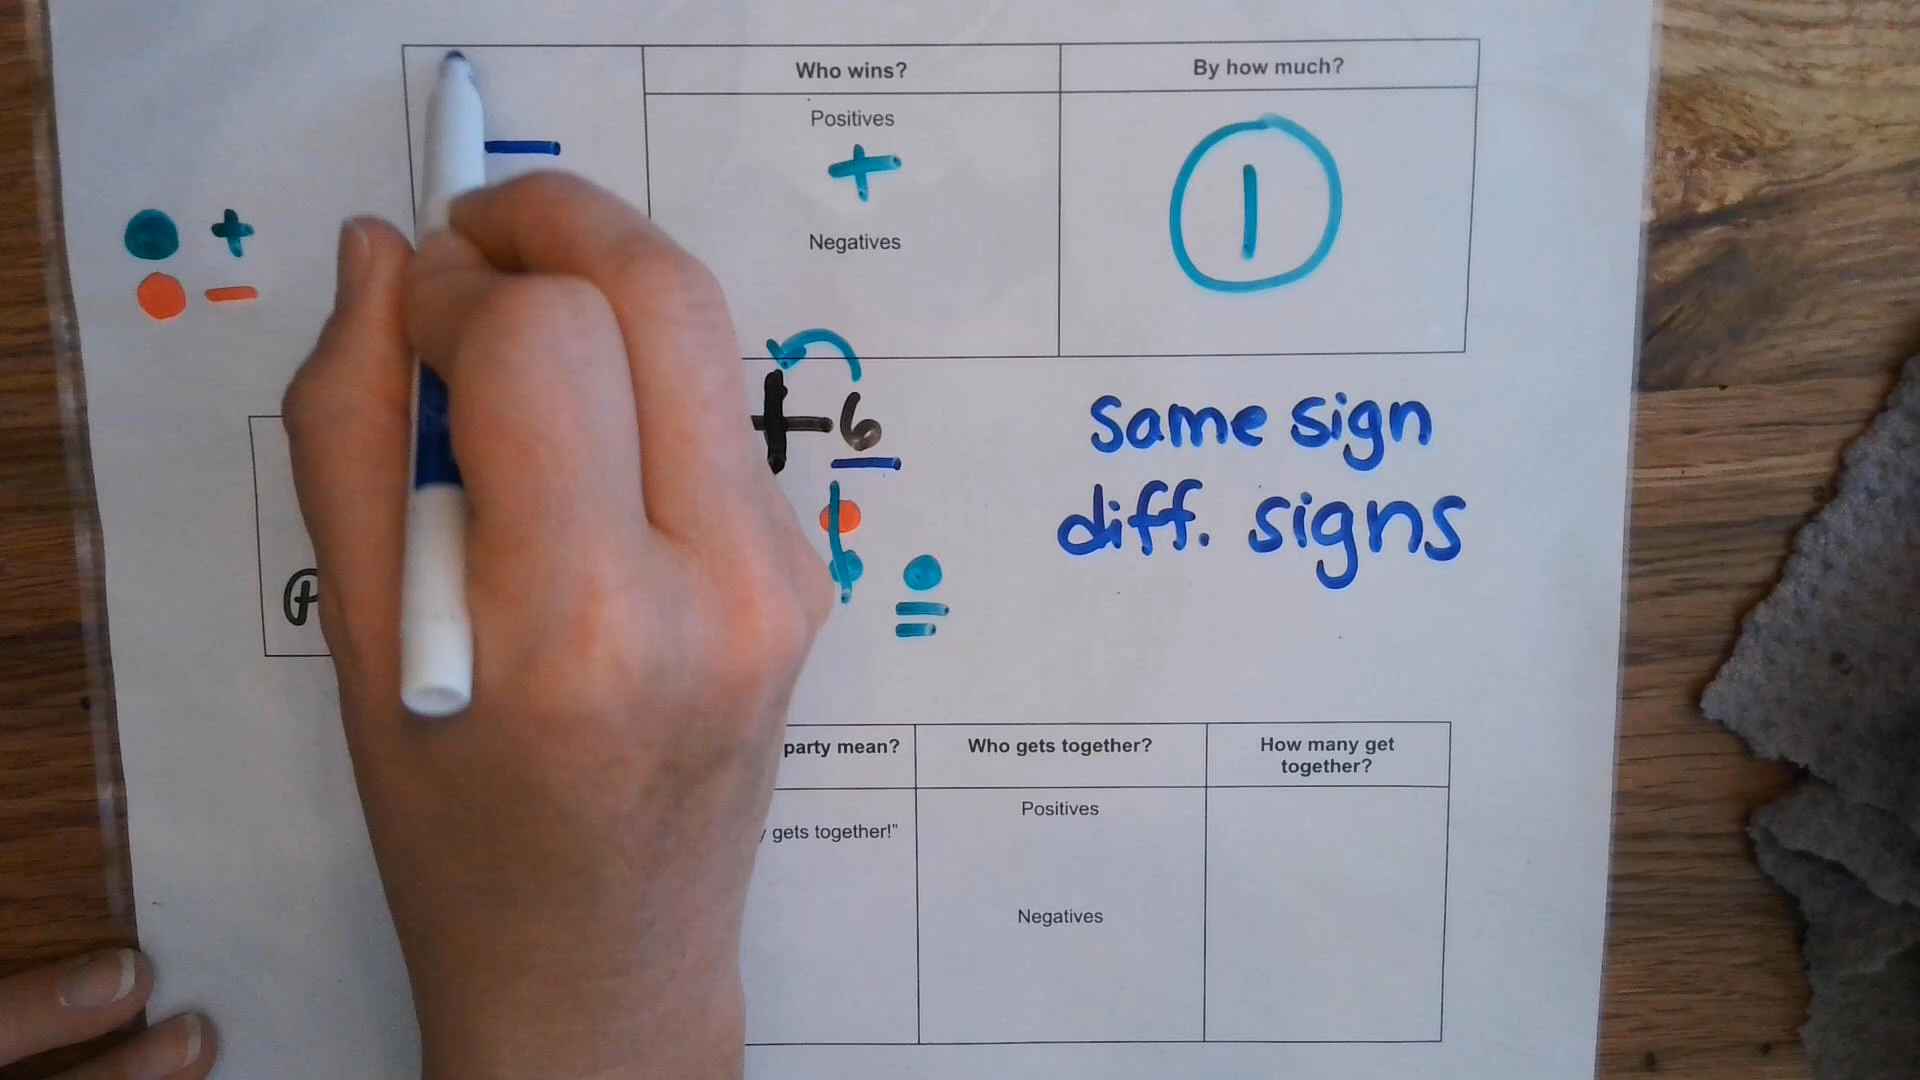 Who wins?
By how much?
Positives
+
1
Negatives
+
-
+ -6
same sign
diff. signs
=
party mean?
Who gets together?
How many get
together?
gets together!"
Positives
Negatives